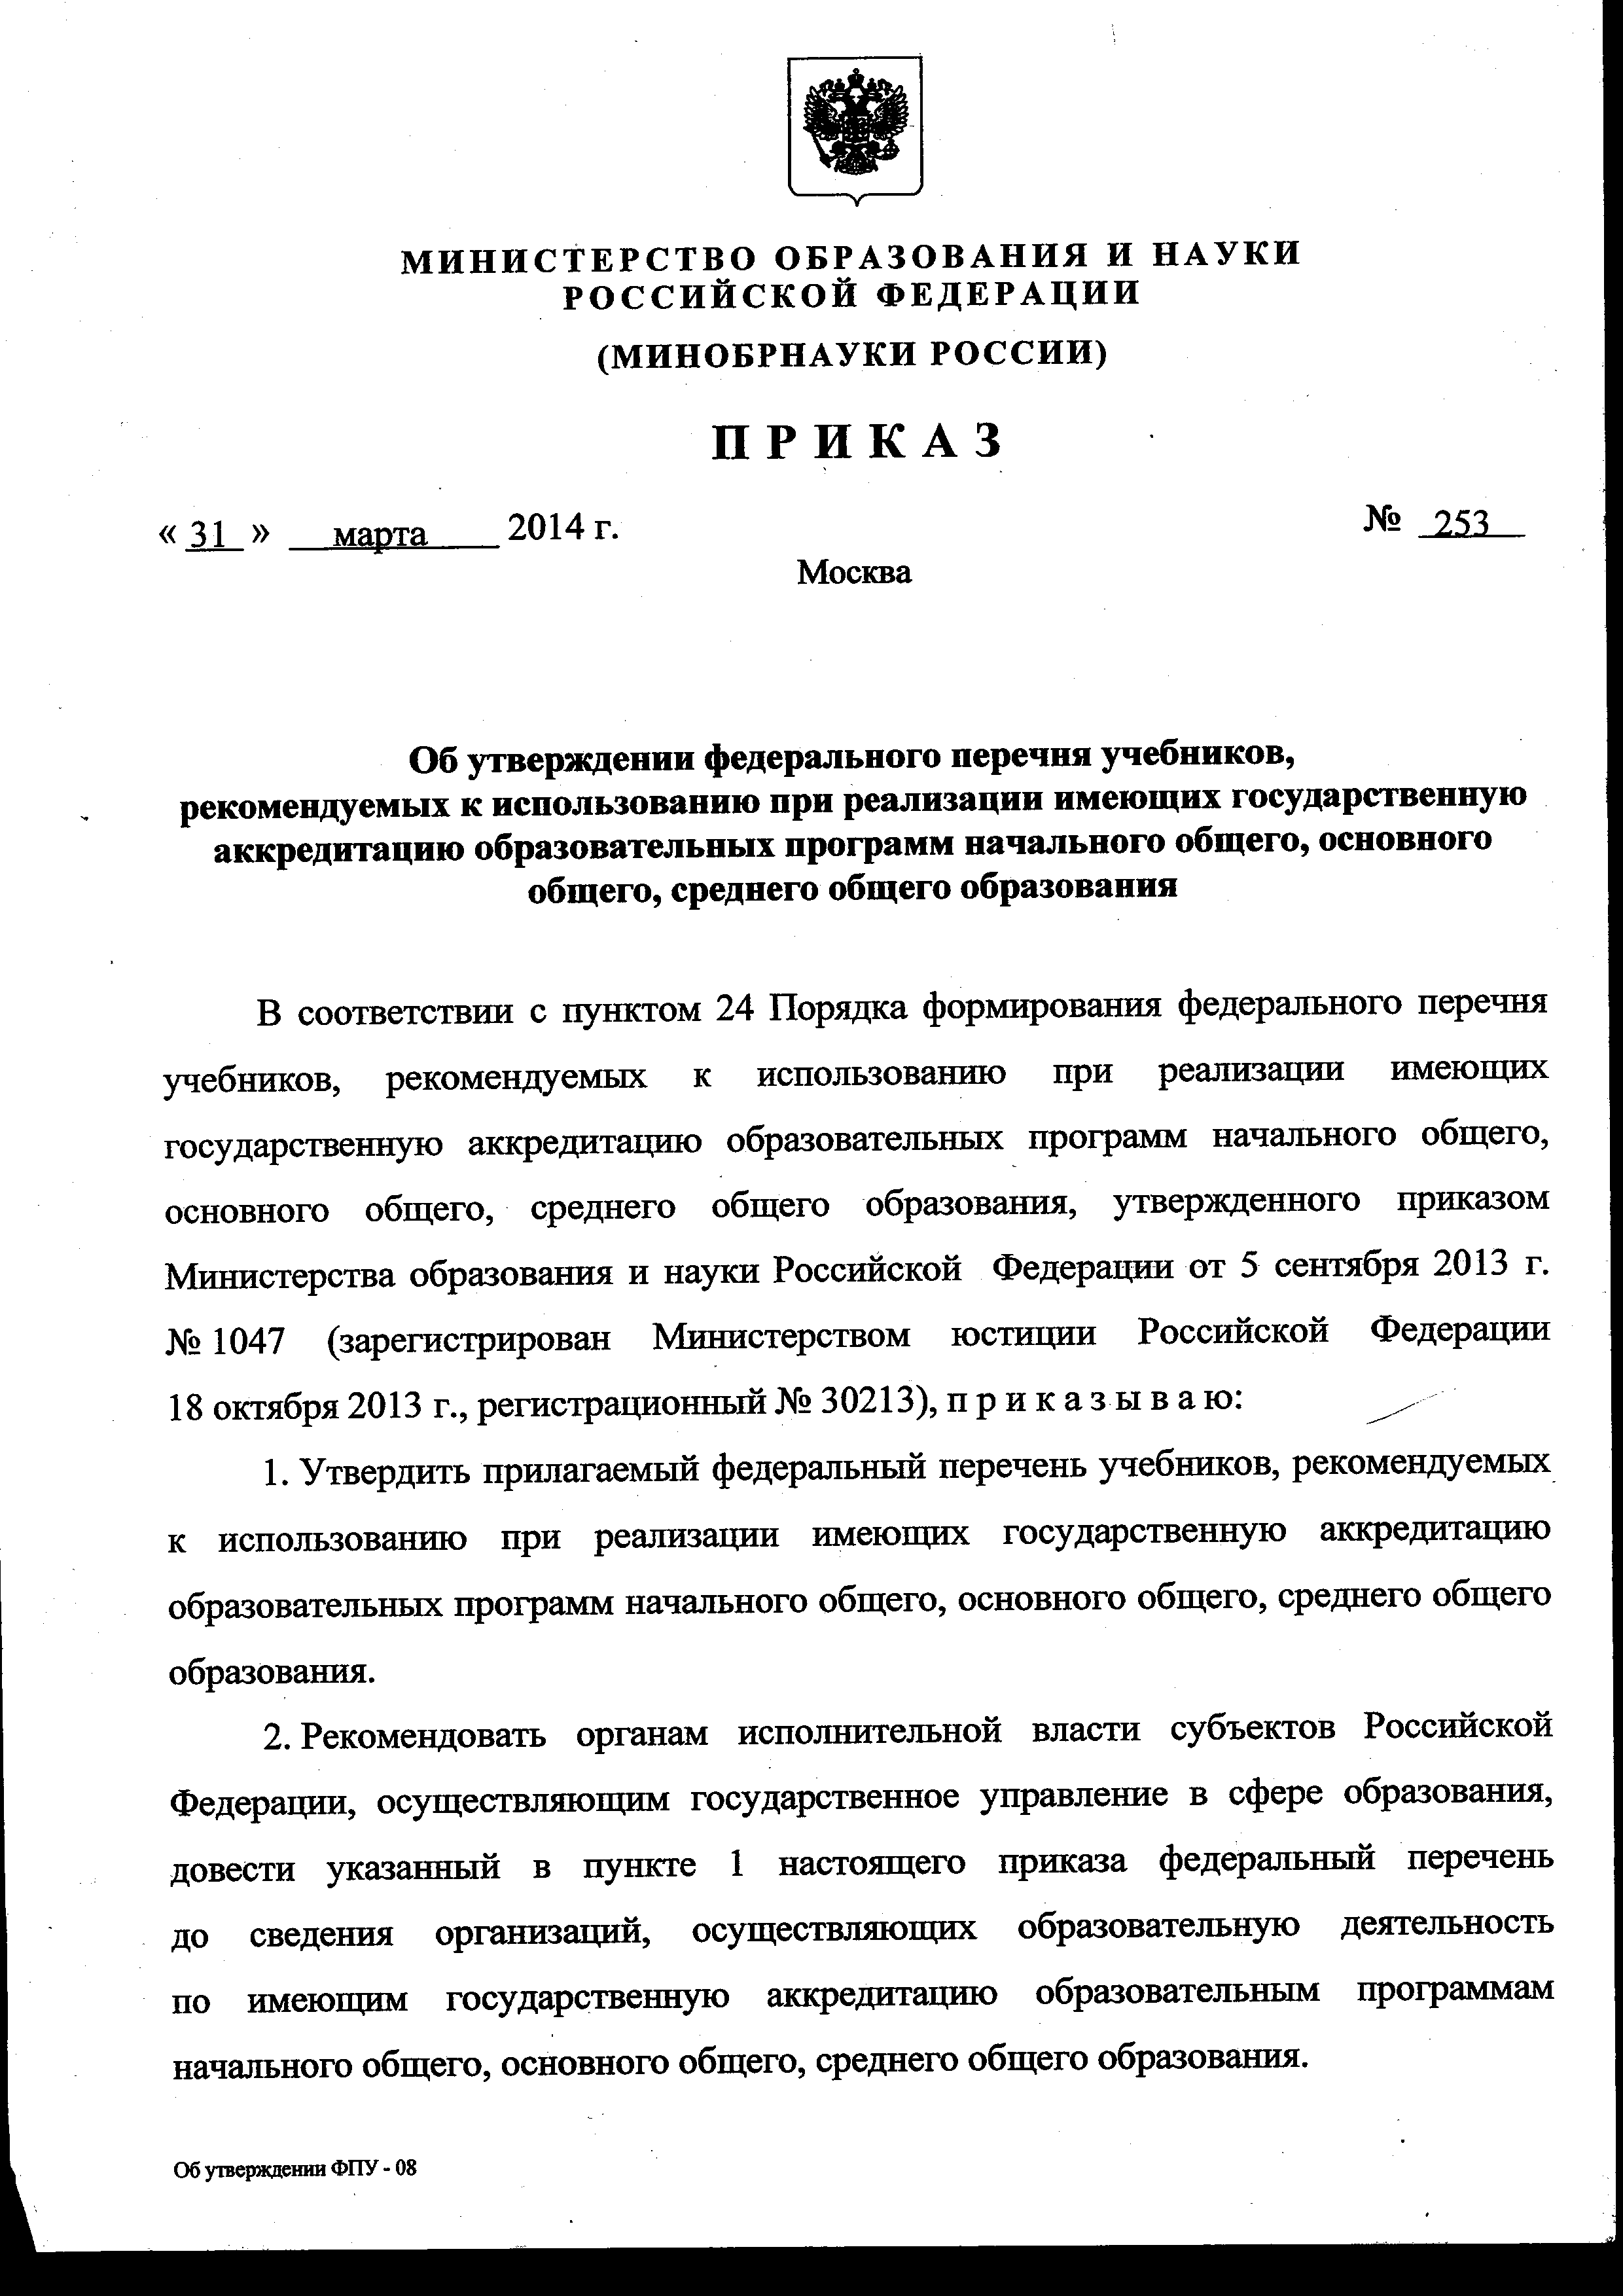 МИНИСТЕРСТВО ОБРАЗОВАНИЯ И НАУКИ
РОССИЙСКОЙ ФЕДЕРАЦИИ
(МИНОБРНАУКИ РОССИИ)
ПРИКАЗ
« 31 » марта 2014 г. № 253
Москва
Об утверждении федерального перечня учебников,
рекомендуемых к использованию при реализации имеющих государственную
аккредитацию образовательных программ начального общего, основного
общего, среднего общего образования
В соответствии с пунктом 24 Порядка формирования федерального перечня
учебников, рекомендуемых к использованию при реализации имеющих
государственную аккредитацию образовательных программ начального общего,
основного общего, среднего общего образования, утвержденного приказом
Министерства образования и науки Российской Федерации от 5 сентября 2013 г.
№ 1047 (зарегистрирован Министерством юстиции Российской Федерации
18 октября 2013 г., регистрационный № 30213), п р и к а з ы в а ю:
1. Утвердить прилагаемый федеральный перечень учебников, рекомендуемых
к использованию при реализации имеющих государственную аккредитацию
образовательных программ начального общего, основного общего, среднего общего
образования.
2. Рекомендовать органам исполнительной власти субъектов Российской
Федерации, осуществляющим государственное управление в сфере образования,
довести указанный в пункте 1 настоящего приказа федеральный перечень
до сведения организаций, осуществляющих образовательную деятельность
по имеющим государственную аккредитацию образовательным программам
начального общего, основного общего, среднего общего образования.
Об утверждении ФПУ - 08